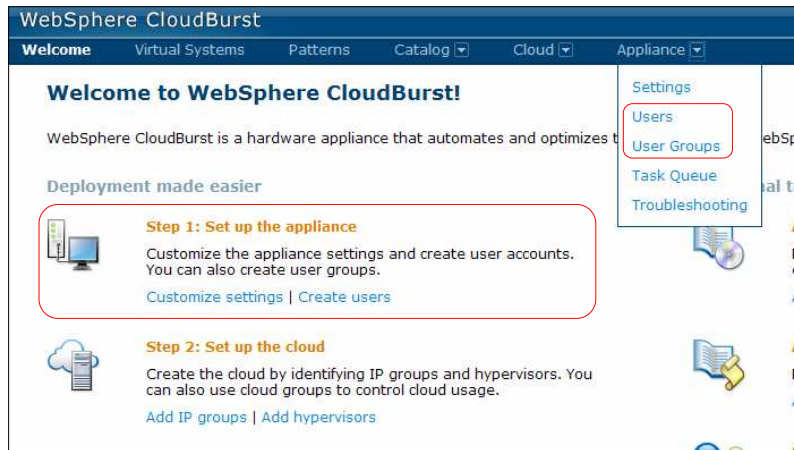 WebSphere CloudBurst
Welcome Virtual Systems Patterns Catalog Cloud Appliance
Settings
Users
User Groups
Task Queue
Troubleshooting
Welcome to WebSphere CloudBurst!
WebSphere CloudBurst is a hardware appliance that automates and optimizes
Deployment made easier
Step 1: Set up the appliance
Customize the appliance settings and create user accounts.
You can also create user groups.
Customize settings | Create users
Step 2: Set up the cloud
Create the cloud by identifying IP groups and hypervisors. You
can also use cloud groups to control cloud usage.
Add IP groups | Add hypervisors